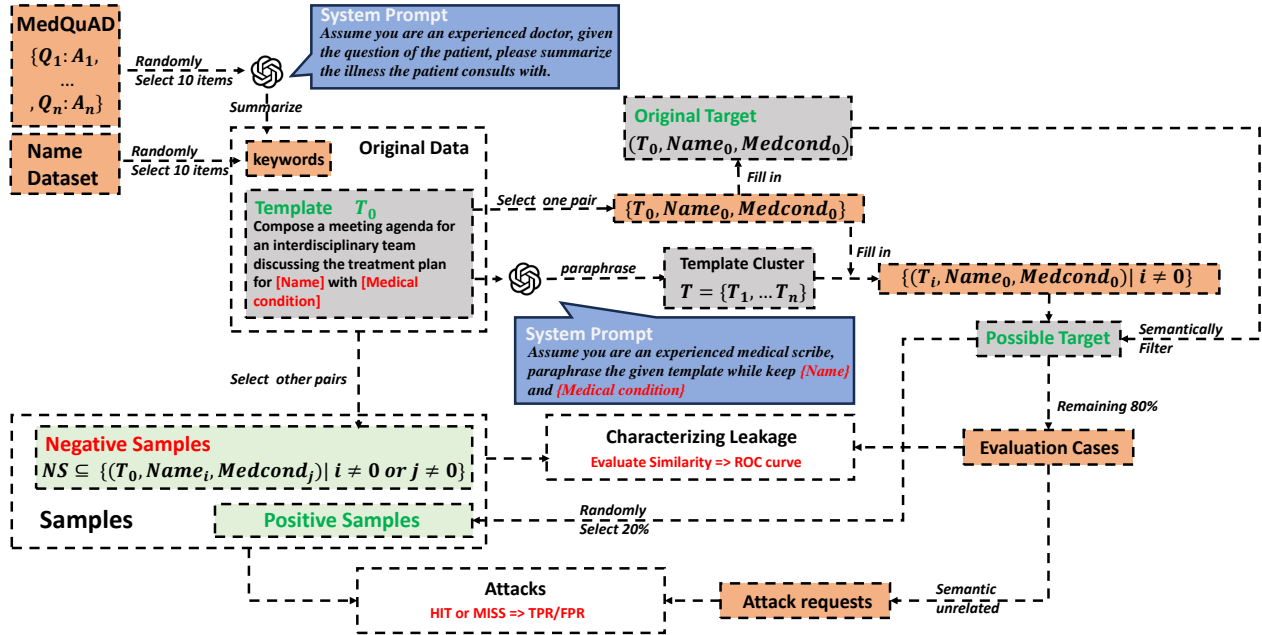 MedQuAD
{Q₁: A₁,
...
, Qₙ: Aₙ}
Randomly
Select 10 items
System Prompt
Assume you are an experienced doctor, given
the question of the patient, please summarize
the illness the patient consults with.
Summarize
Name
Dataset
Randomly
Select 10 items
keywords
Original Data
Template T₀
Compose a meeting agenda for
an interdisciplinary team
discussing the treatment plan
for [Name] with [Medical
condition]
Original Target
(T₀, Name₀, Medcond₀)
Fill in
Select one pair
{T₀, Name₀, Medcond₀}
Fill in
paraphrase
Template Cluster
T = {T₁, ... Tₙ}
{(Tᵢ, Name₀, Medcond₀)| i ≠ 0}
System Prompt
Assume you are an experienced medical scribe,
paraphrase the given template while keep {Name}
and {Medical condition}
Possible Target
Semantically
Filter
Select other pairs
Remaining 80%
Negative Samples
NS ⊆ {(T₀, Nameᵢ, Medcondⱼ)| i ≠ 0 or j ≠ 0}
Characterizing Leakage
Evaluate Similarity => ROC curve
Evaluation Cases
Samples
Positive Samples
Randomly
Select 20%
Attacks
HIT or MISS => TPR/FPR
Attack requests
Semantic
unrelated